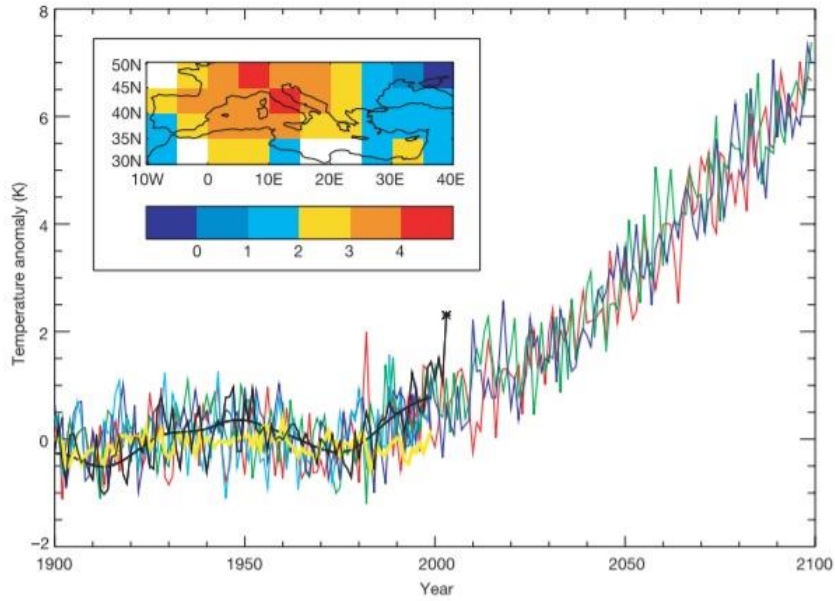 8
6
4
2
0
−2
Temperature anomaly (K)
50N
45N
40N
35N
30N
10W 0 10E 20E 30E 40E
0 1 2 3 4
1900 1950 2000 2050 2100
Year